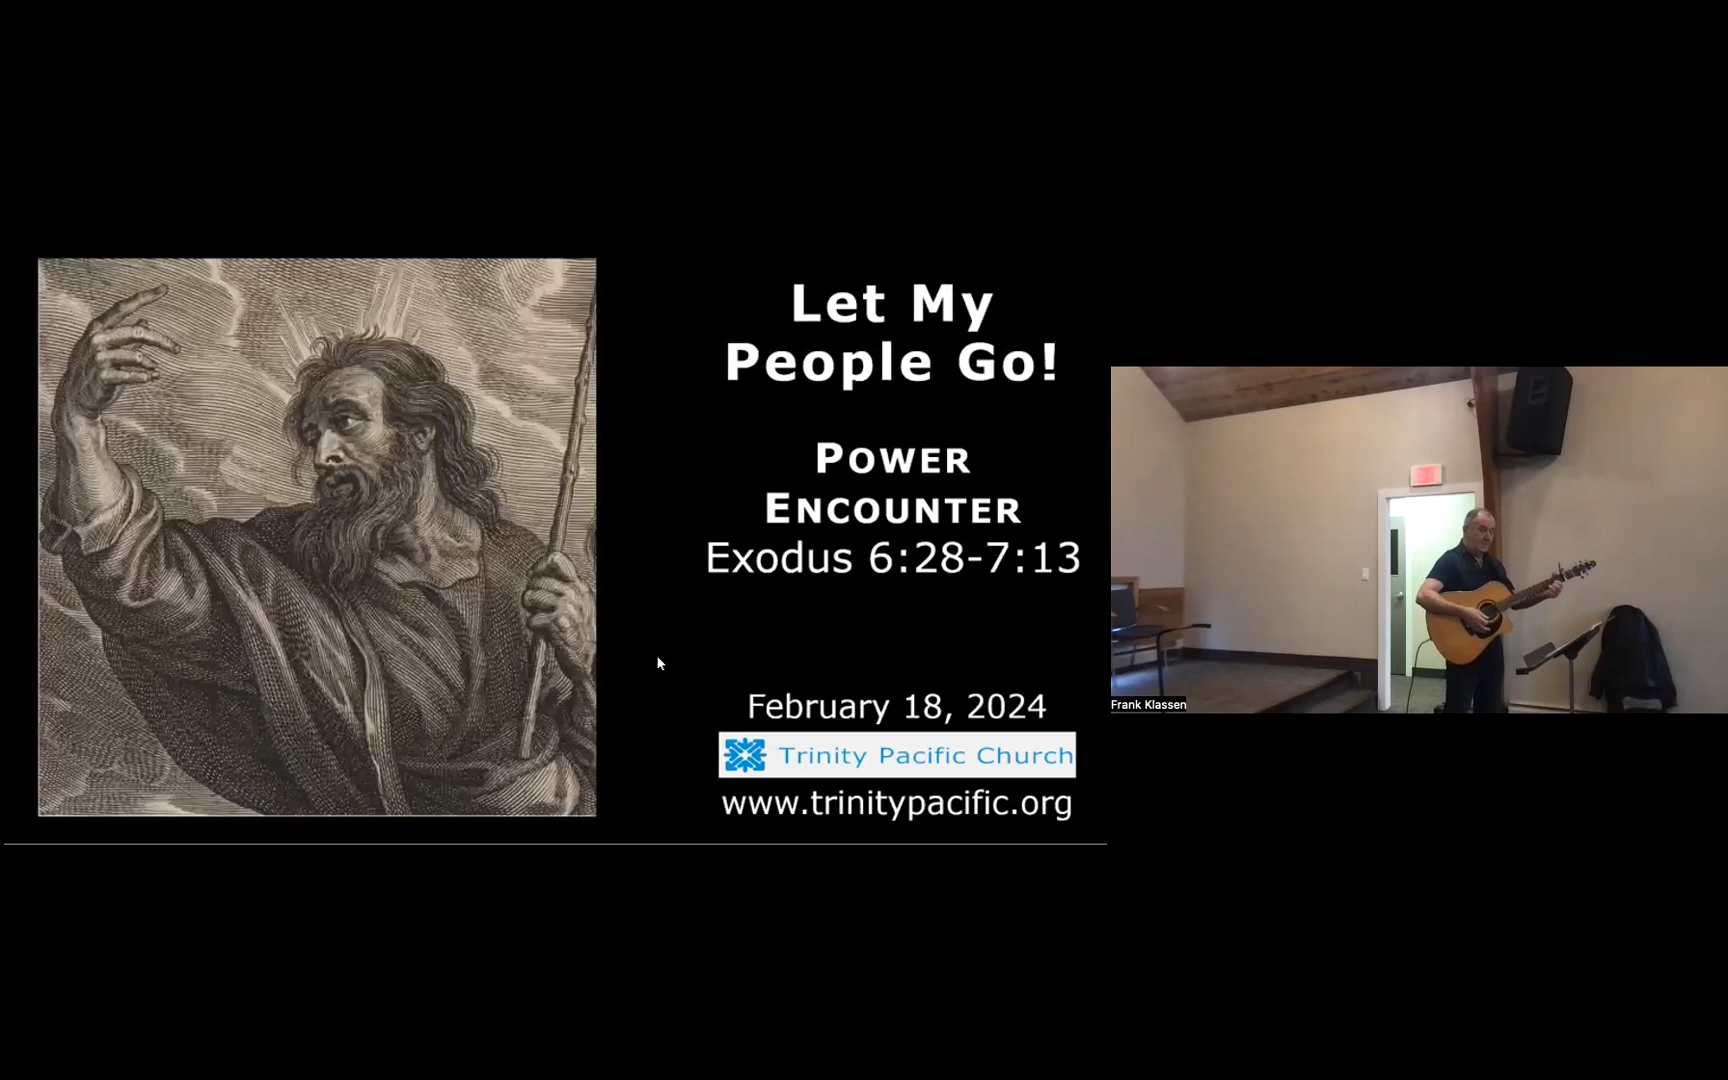 Let My
People Go!
POWER
ENCOUNTER
Exodus 6:28-7:13
February 18, 2024
Trinity Pacific Church
www.trinitypacific.org
Frank Klassen